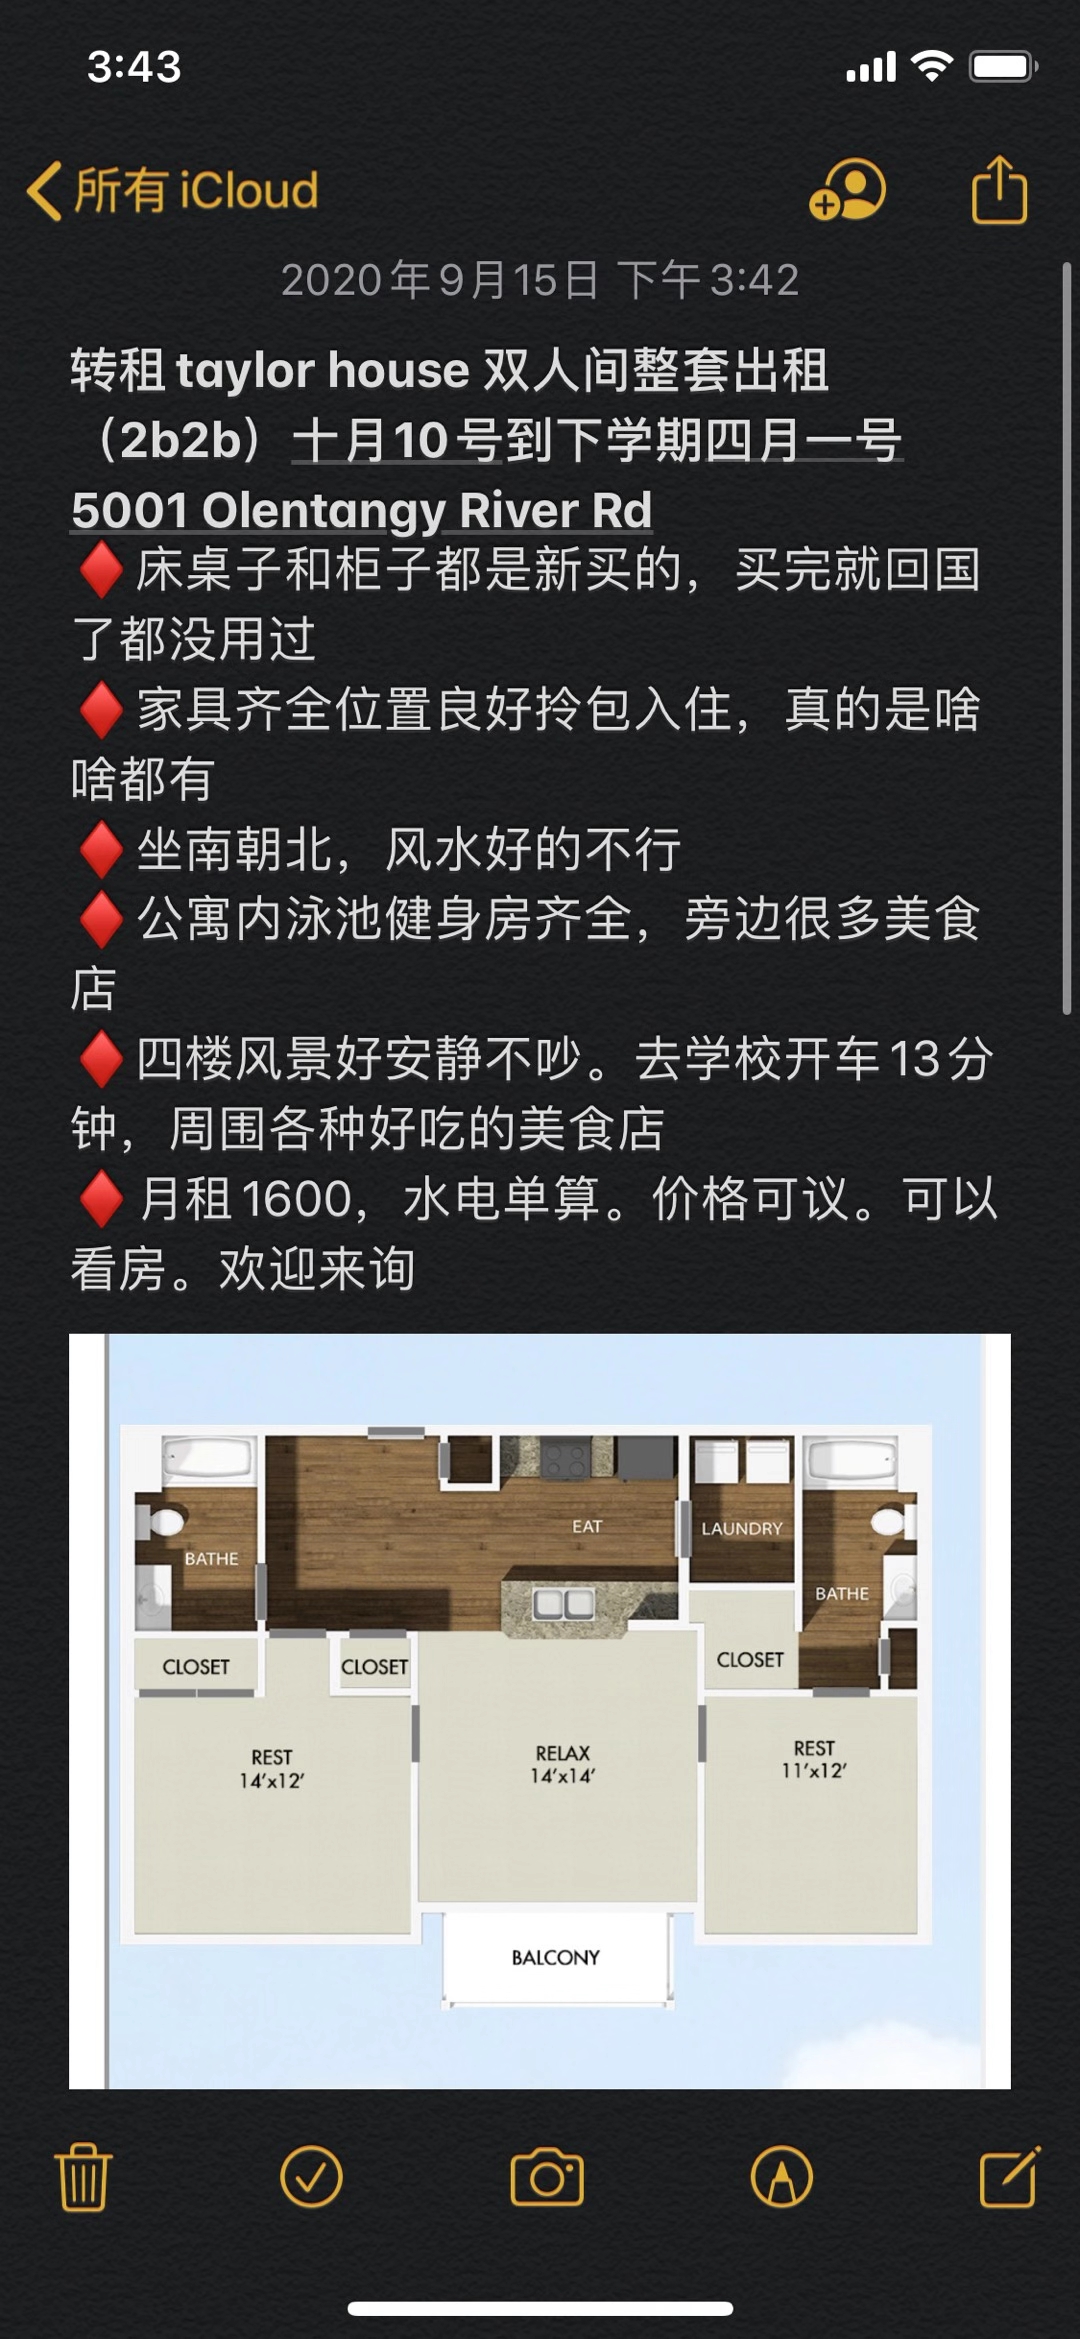 3:43
所有 iCloud
2020年9月15日 下午3:42
转租 taylor house 双人间整套出租
（2b2b）十月10号到下学期四月一号
5001 Olentangy River Rd
♦️床桌子和柜子都是新买的，买完就回国
了都没用过
♦️家具齐全位置良好拎包入住，真的是啥
啥都有
♦️坐南朝北，风水好的不行
♦️公寓内泳池健身房齐全，旁边很多美食
店
♦️四楼风景好安静不吵。去学校开车13分
钟，周围各种好吃的美食店
♦️月租1600，水电单算。价格可议。可以
看房。欢迎来询
EAT
LAUNDRY
BATHE
BATHE
CLOSET
CLOSET
CLOSET
REST
14'x12'
RELAX
14'x14'
REST
11'x12'
BALCONY